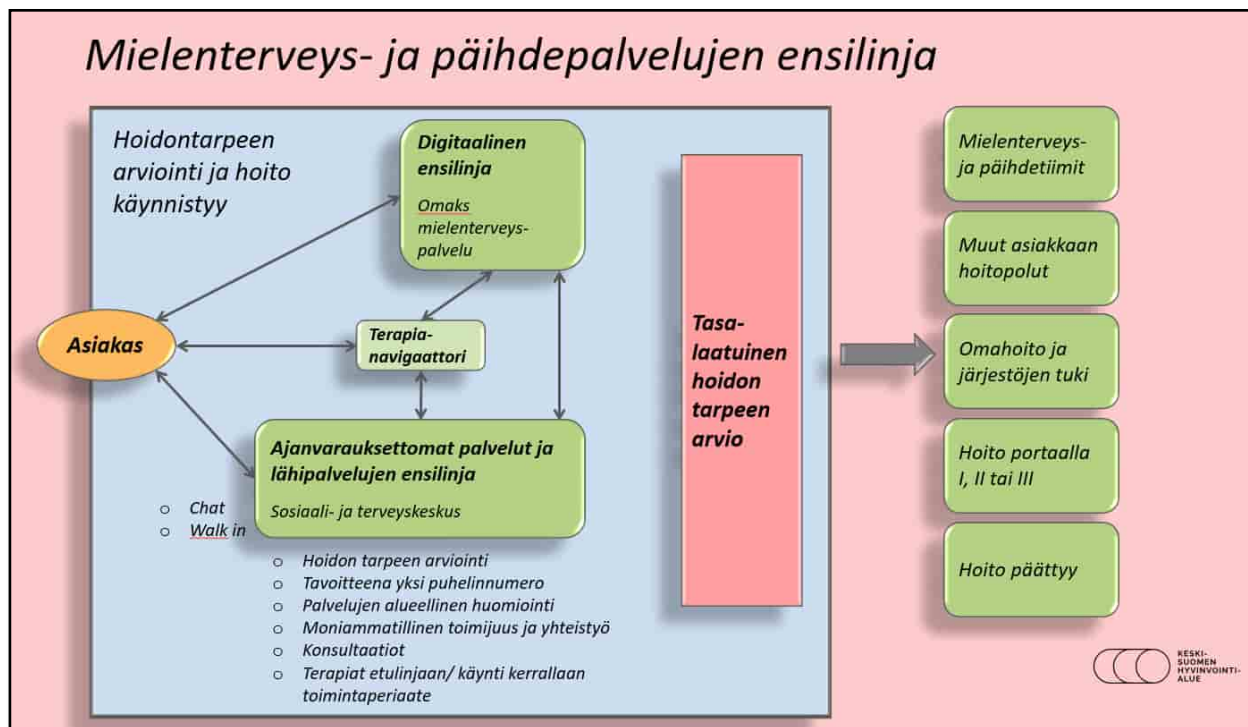 Mielenterveys- ja päihdepalvelujen ensilinja
Hoidontarpeen
arviointi ja hoito
käynnistyy
Digitaalinen
ensilinja
Omaks
mielenterveys-
palvelu
Asiakas
Terapia-
navigaattori
Ajanvarauksettomat palvelut ja
lähipalvelujen ensilinja
Sosiaali- ja terveyskeskus
o Chat
o Walk in
o Hoidon tarpeen arviointi
o Tavoitteena yksi puhelinnumero
o Palvelujen alueellinen huomiointi
o Moniammatillinen toimijuus ja yhteistyö
o Konsultaatiot
o Terapiat etulinjaan/ käynti kerrallaan
toimintaperiaate
Tasa-
laatuinen
hoidon
tarpeen
arvio
Mielenterveys-
ja päihdetiimit
Muut asiakkaan
hoitopolut
Omahoito ja
järjestöjen tuki
Hoito portaalla
I, II tai III
Hoito päättyy
KESKI-
SUOMEN
HYVINVOINTI-
ALUE